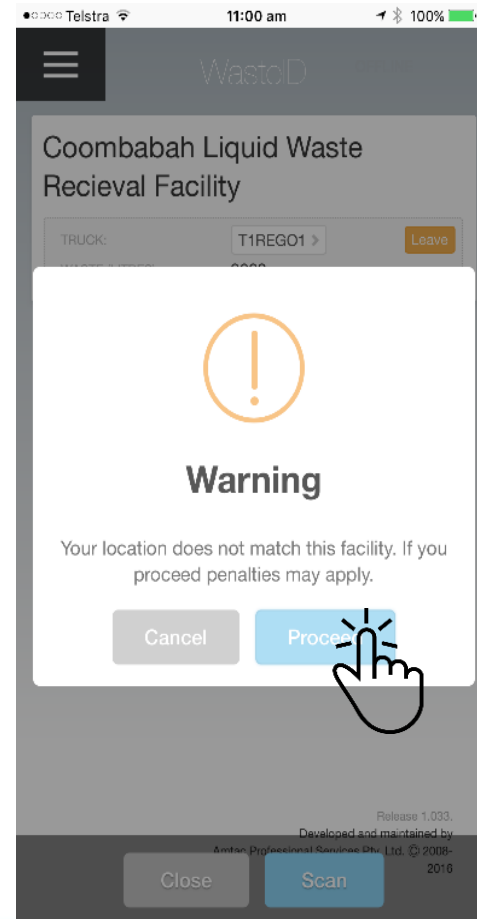 Telstra 11:00 am 100%
WasteID
Coombabah Liquid Waste
Recieval Facility
TRUCK: T1REGO1 > Leave
Warning
Your location does not match this facility. If you
proceed penalties may apply.
Cancel Proceed
Release 1.033.
Developed and maintained by
Amtac Professional Services Pty. Ltd. © 2008-
2016
Close Scan